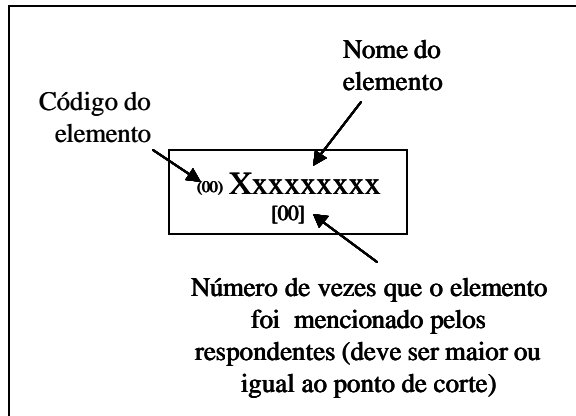 Nome do
elemento
Código do
elemento
(00) Xxxxxxxxx
[00]
Número de vezes que o elemento
foi mencionado pelos
respondentes (deve ser maior ou
igual ao ponto de corte)